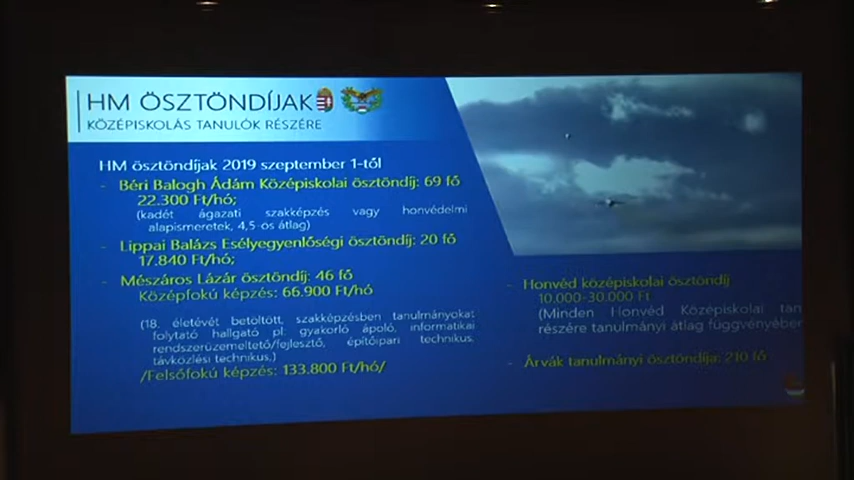 HM ÖSZTÖNDÍJAK
KÖZÉPISKOLÁS TANULÓK RÉSZÉRE
HM ösztöndíjak 2019 szeptember 1-től
- Béri Balogh Ádám Középiskolai ösztöndíj: 69 fő
22.300 Ft/hó;
(kadét ágazati szakképzés vagy honvédelmi
alapismeretek, 4,5-ös átlag)
- Lippai Balázs Esélyegyenlőségi ösztöndíj: 20 fő
17.840 Ft/hó;
- Mészáros Lázár ösztöndíj: 46 fő
Középfokú képzés: 66.900 Ft/hó
(18. életévét betöltött, szakképzésben tanulmányokat
folytató hallgató pl: gyakorló ápoló, informatikai
rendszerüzemeltető/fejlesztő, építőipari technikus,
távközlési technikus,)
/Felsőfokú képzés: 133.800 Ft/hó/
- Honvéd középiskolai ösztöndíj
10.000-30.000 Ft
(Minden Honvéd Középiskolai tan
részére tanulmányi átlag függvényében
- Árvák tanulmányi ösztöndíja: 210 fő